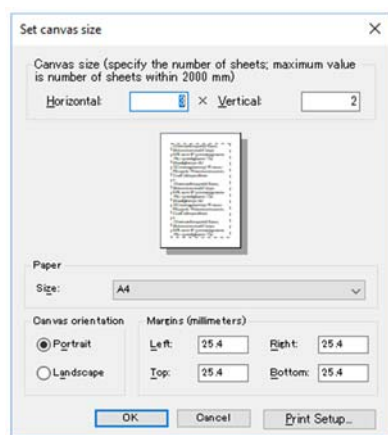 Set canvas size
Canvas size (specify the number of sheets; maximum value
is number of sheets within 2000 mm)
Horizontal: × Vertical: 2
Paper
Size: A4
Canvas orientation
Margins (millimeters)
Portrait
Left: 25.4 Right: 25.4
Landscape
Top: 25.4 Bottom: 25.4
OK Cancel Print Setup...